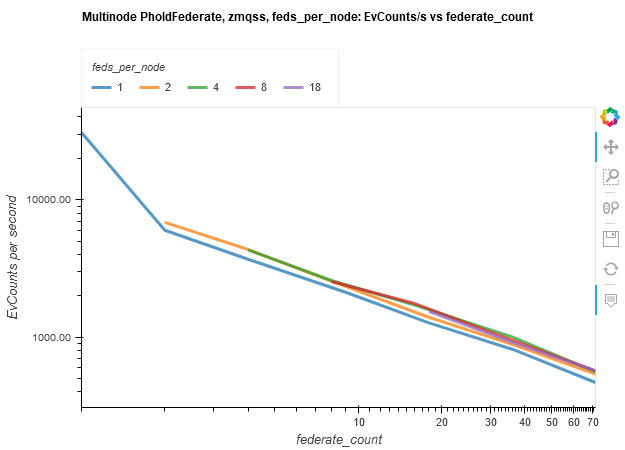 Multinode PholdFederate, zmqss, feds_per_node: EvCounts/s vs federate_count
feds_per_node
1 2 4 8 18
EvCounts per second
10000.00
1000.00
10 20 30 40 50 60 70
federate_count